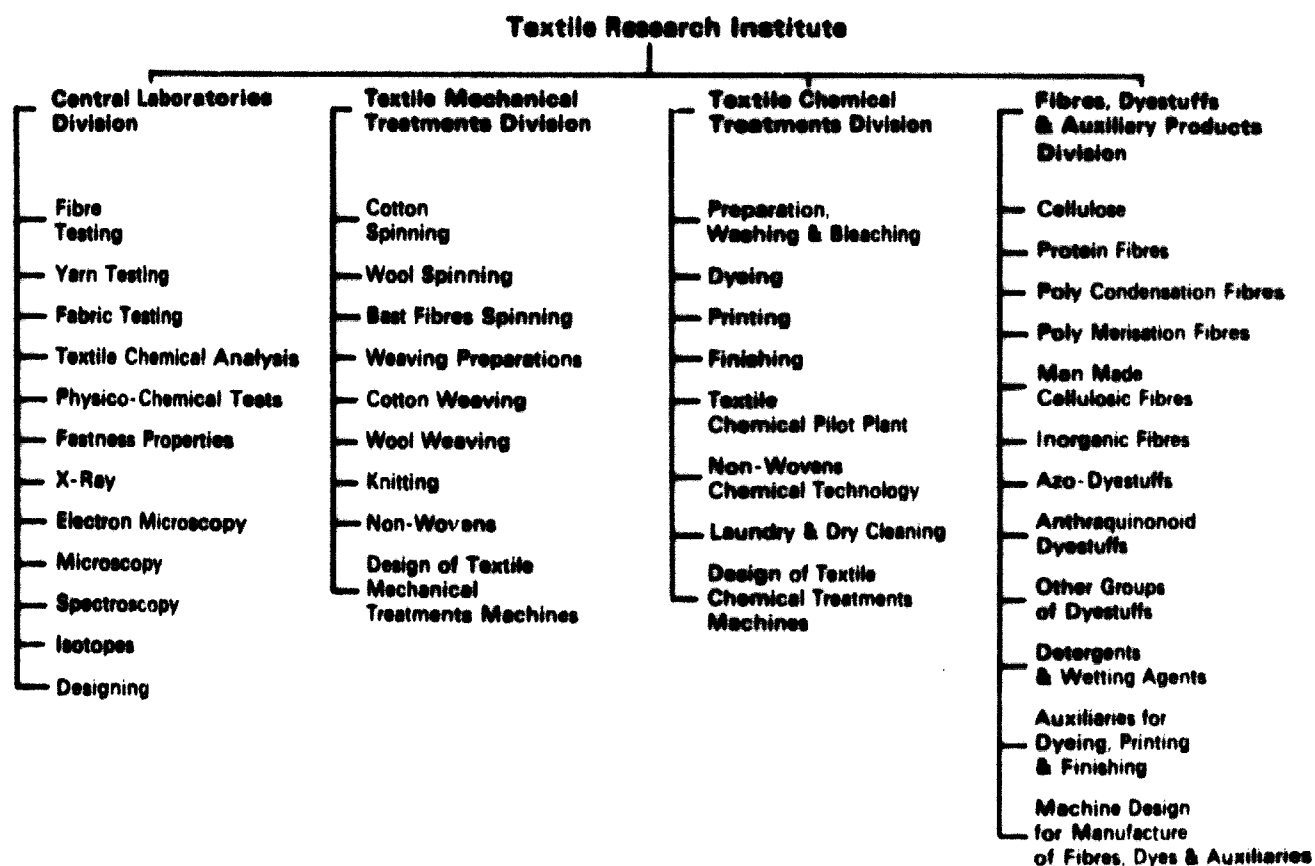 Textile Research Institute
Central Laboratories
Division
Fibre
Testing
Yarn Testing
Fabric Testing
Textile Chemical Analysis
Physico-Chemical Tests
Fastness Properties
X-Ray
Electron Microscopy
Microscopy
Spectroscopy
Isotopes
Designing
Textile Mechanical
Treatments Division
Cotton
Spinning
Wool Spinning
Bast Fibres Spinning
Weaving Preparations
Cotton Weaving
Wool Weaving
Knitting
Non-Wovens
Design of Textile
Mechanical
Treatments Machines
Textile Chemical
Treatments Division
Preparation,
Washing & Bleaching
Dyeing
Printing
Finishing
Textile
Chemical Pilot Plant
Non-Wovens
Chemical Technology
Laundry & Dry Cleaning
Design of Textile
Chemical Treatments
Machines
Fibres, Dyestuffs
& Auxiliary Products
Division
Cellulose
Protein Fibres
Poly Condensation Fibres
Poly Merisation Fibres
Man Made
Cellulosic Fibres
Inorganic Fibres
Azo-Dyestuffs
Anthraquinonoid
Dyestuffs
Other Groups
of Dyestuffs
Detergents
& Wetting Agents
Auxiliaries for
Dyeing, Printing
& Finishing
Machine Design
for Manufacture
of Fibres, Dyes & Auxiliaries